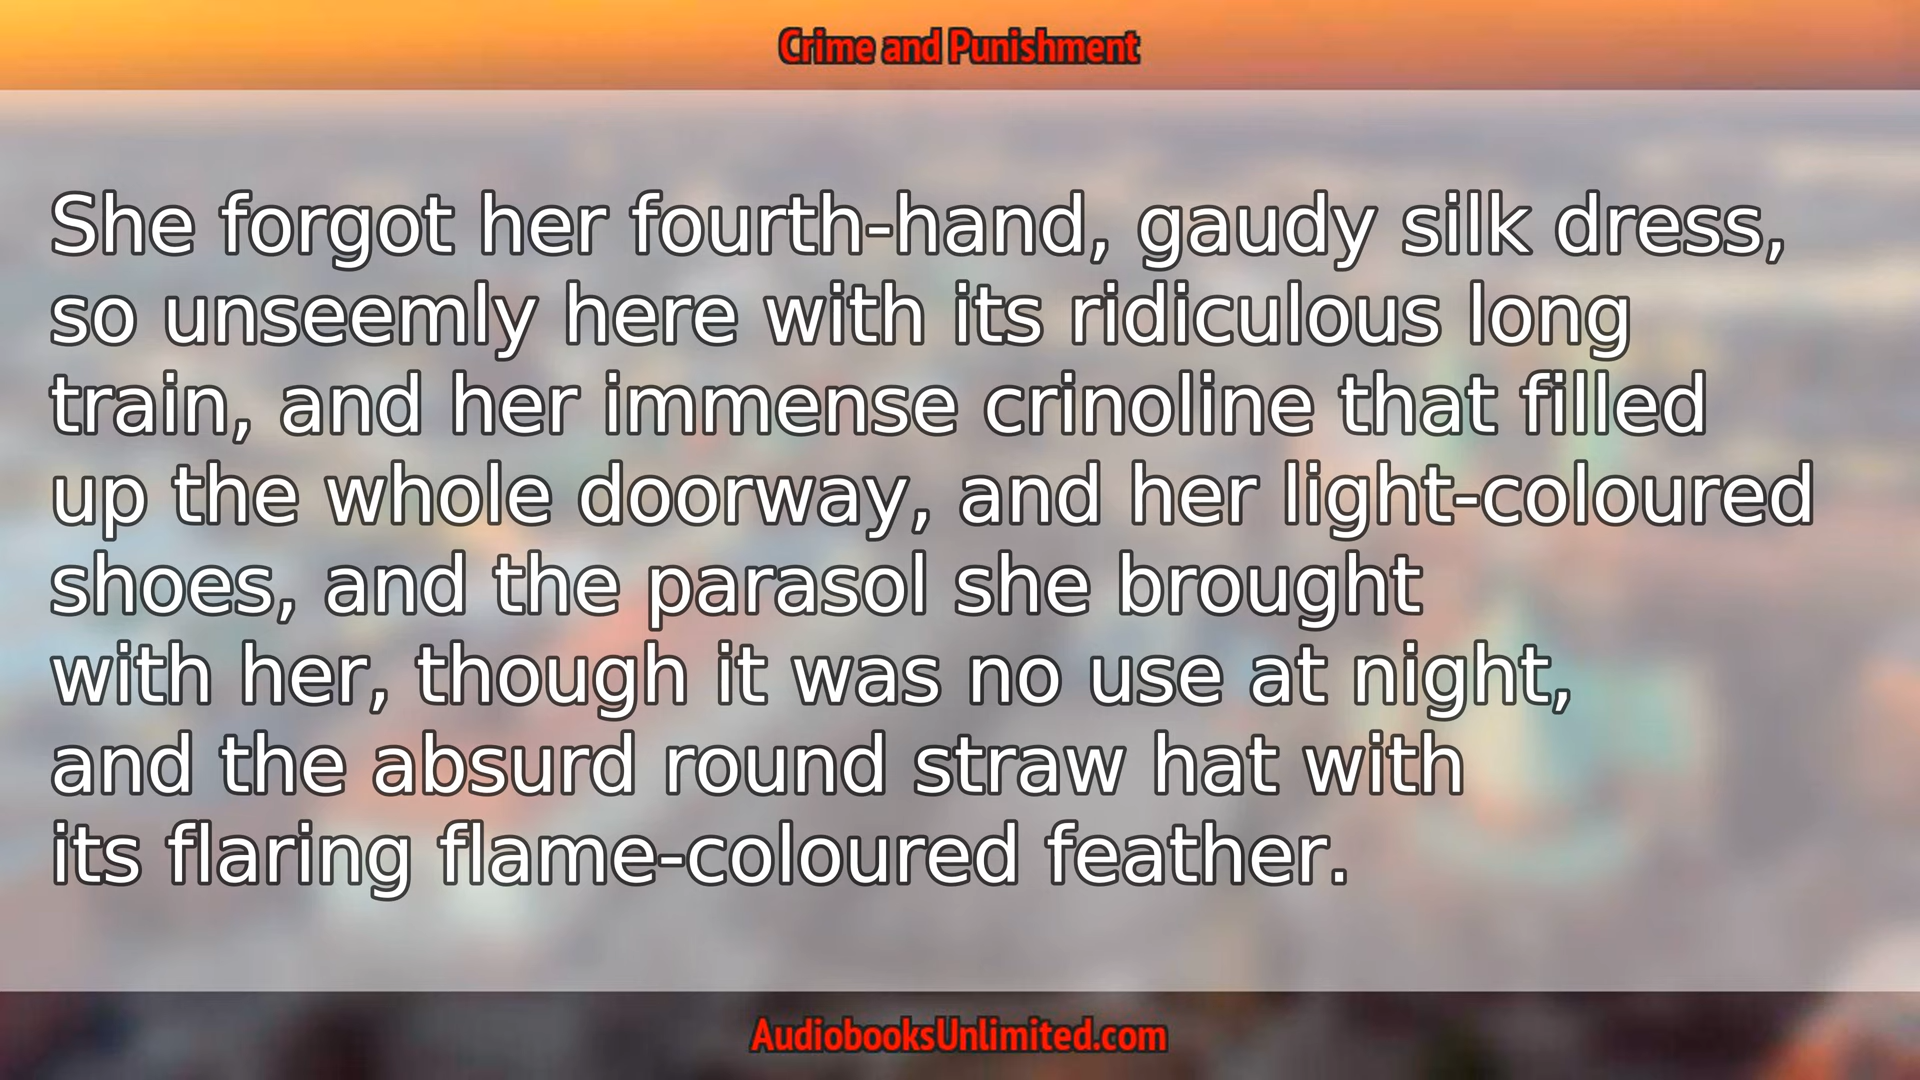 Crime and Punishment
She forgot her fourth-hand, gaudy silk dress,
so unseemly here with its ridiculous long
train, and her immense crinoline that filled
up the whole doorway, and her light-coloured
shoes, and the parasol she brought
with her, though it was no use at night,
and the absurd round straw hat with
its flaring flame-coloured feather.
AudiobooksUnlimited.com